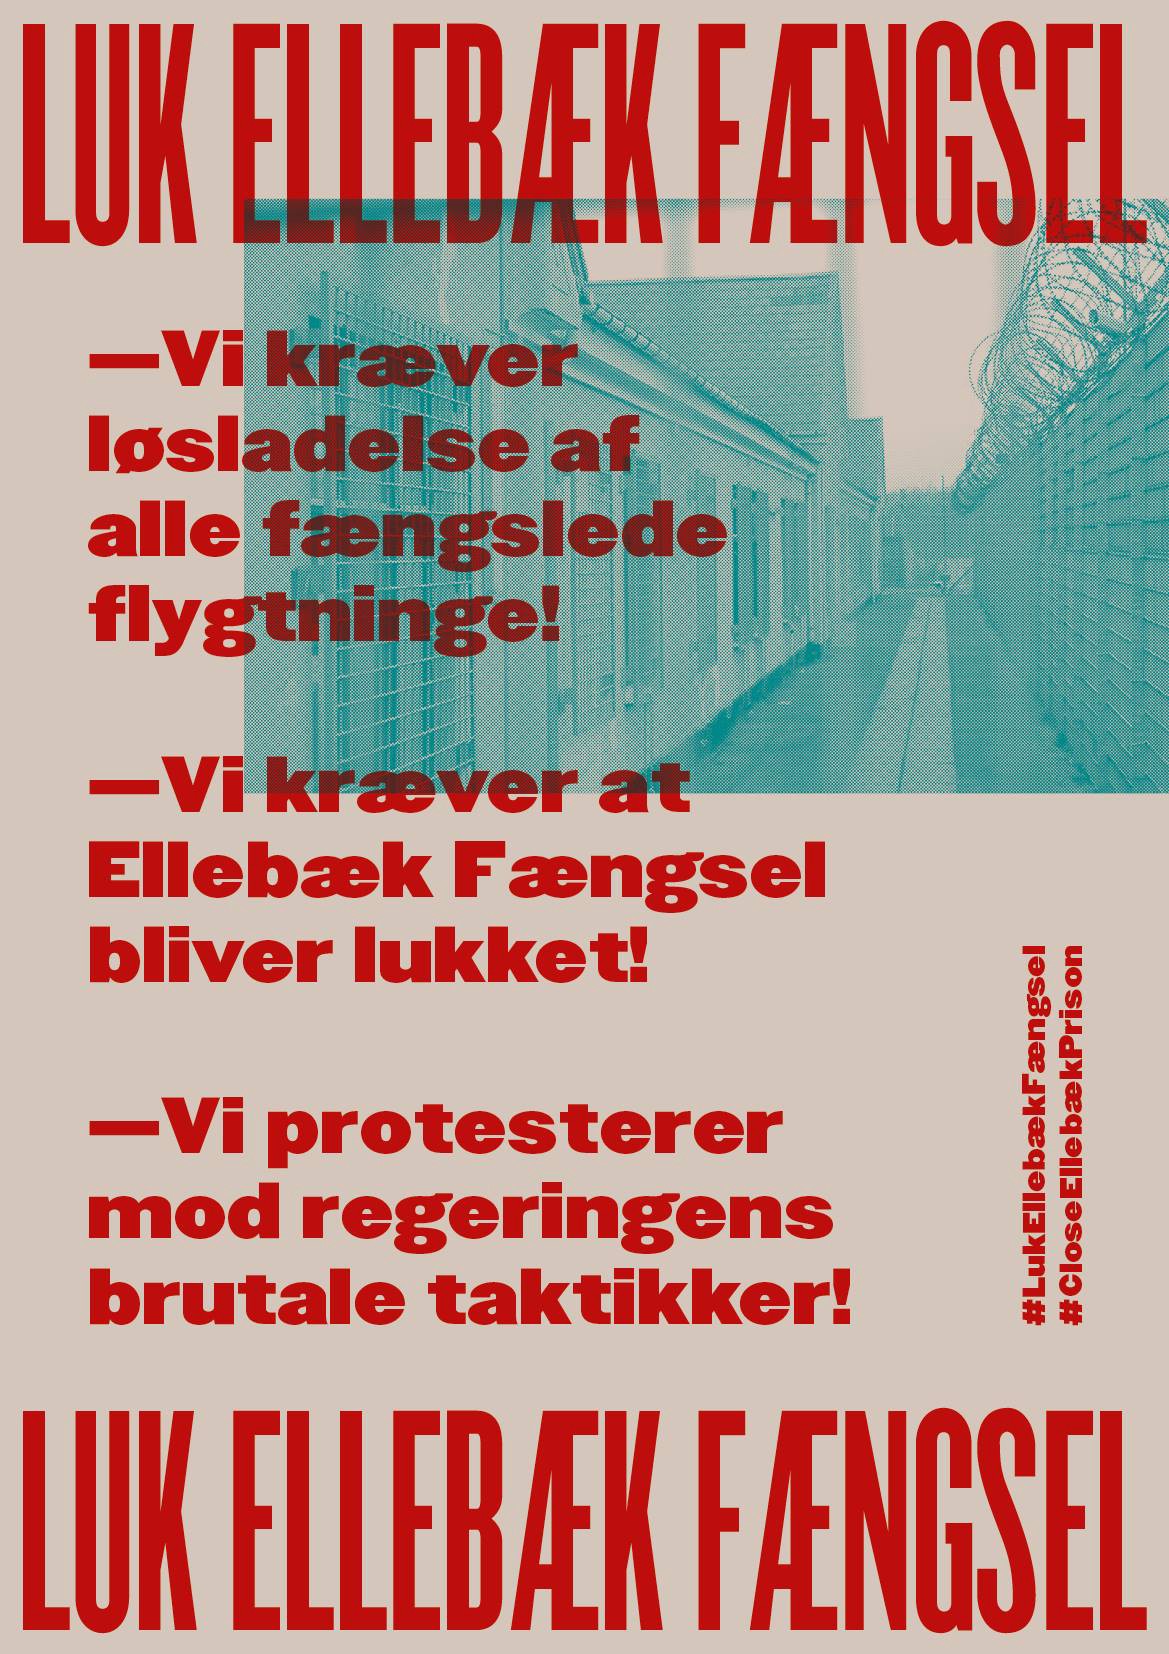 LUK ELLEBÆK FÆNGSEL
—Vi kræver
løsladelse af
alle fængslede
flygtninge!
—Vi kræver at
Ellebæk Fængsel
bliver lukket!
—Vi protesterer
mod regeringens
brutale taktikker!
#LukEllebækFængsel
#CloseEllebækPrison
LUK ELLEBÆK FÆNGSEL